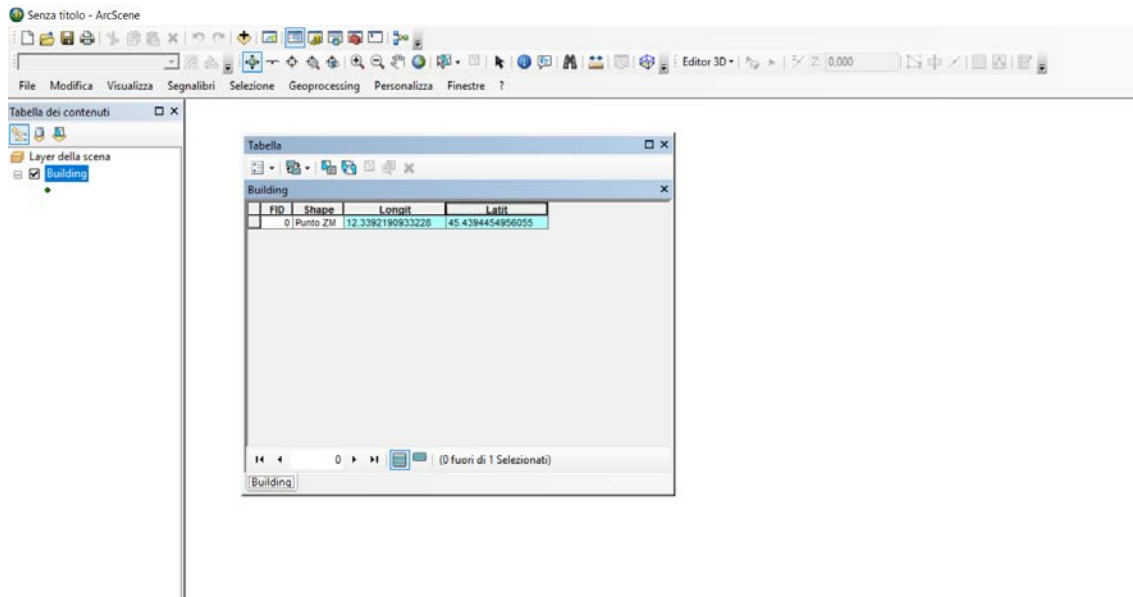 Senza titolo - ArcScene
Editor 3D
Z: 0,000
File Modifica Visualizza Segnalibri Selezione Geoprocessing Personalizza Finestre ?
Tabella dei contenuti
Layer della scena
Building
Tabella
Building
FID Shape Longit Latit
0 Punto ZM 12.3392190933228 45.4394454956055
0 (0 fuori di 1 Selezionati)
Building